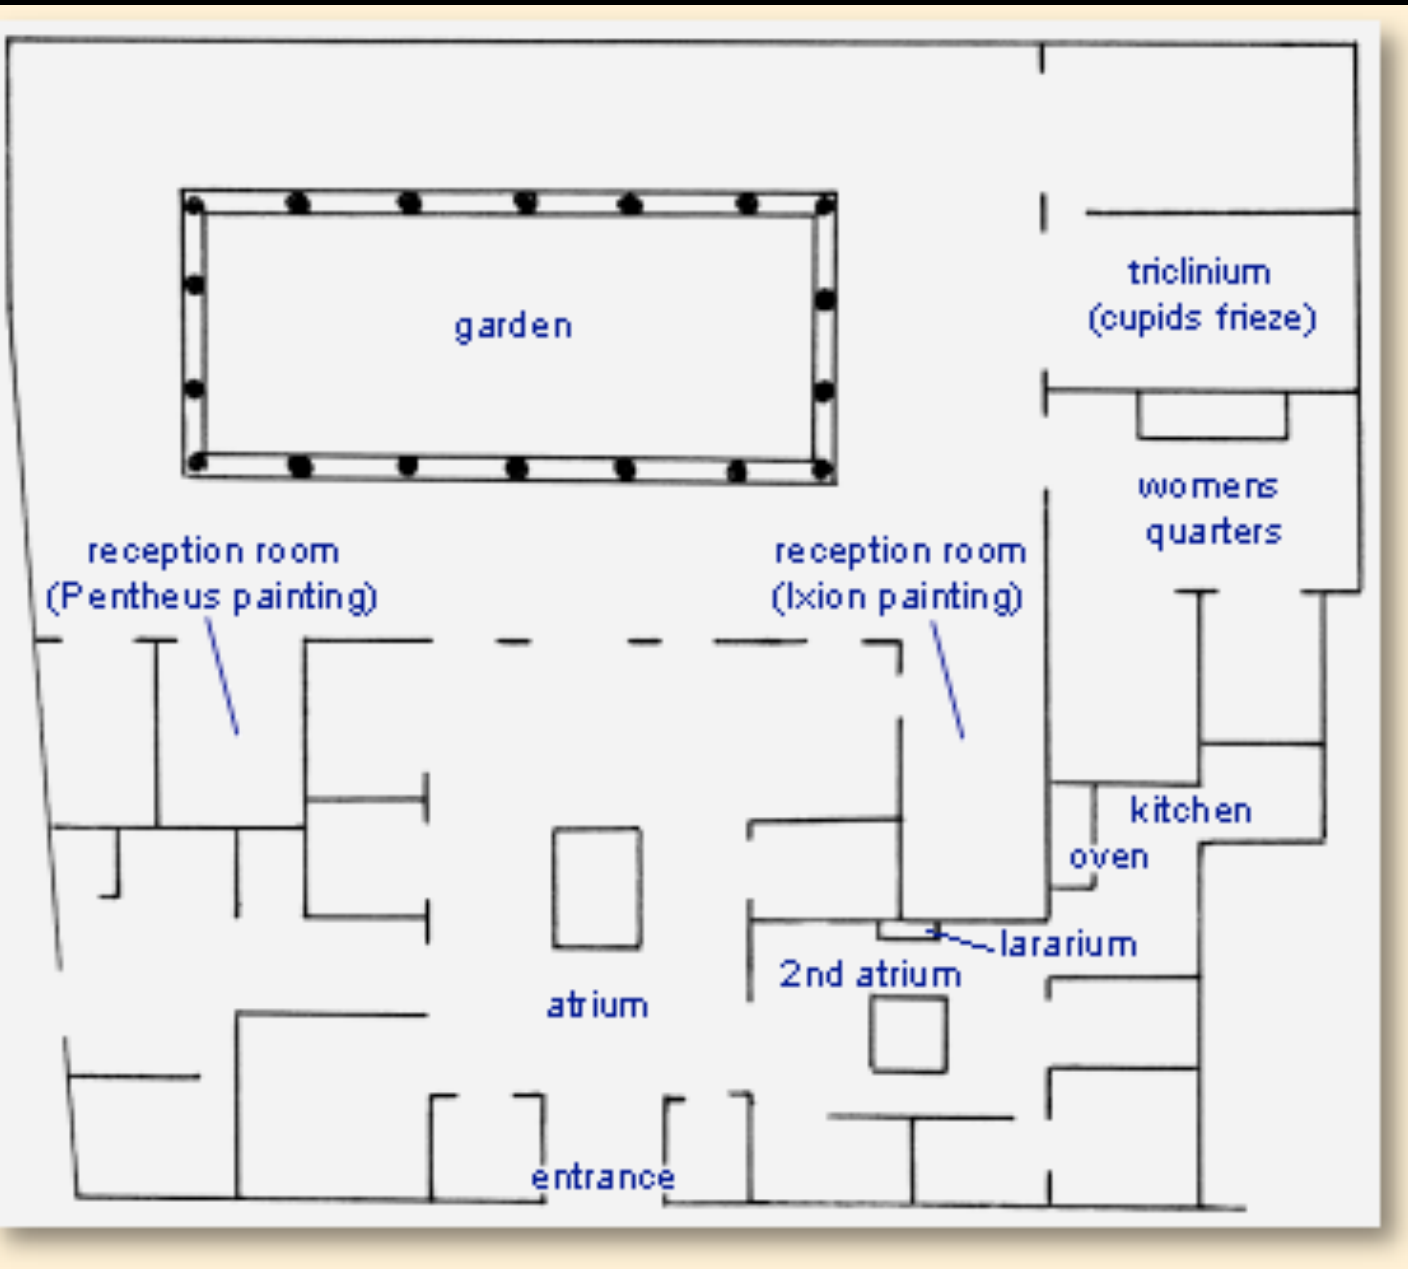 triclinium
(cupids frieze)
garden
womens
quarters
reception room
(Pentheus painting)
reception room
(Ixion painting)
kitchen
oven
lararium
2nd atrium
atrium
entrance